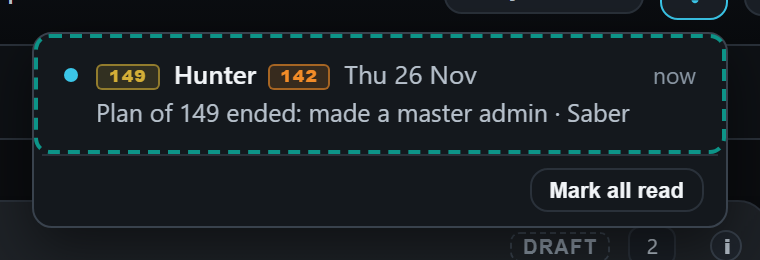 149 Hunter 142 Thu 26 Nov now
Plan of 149 ended: made a master admin · Saber
Mark all read
DRAFT 2 i